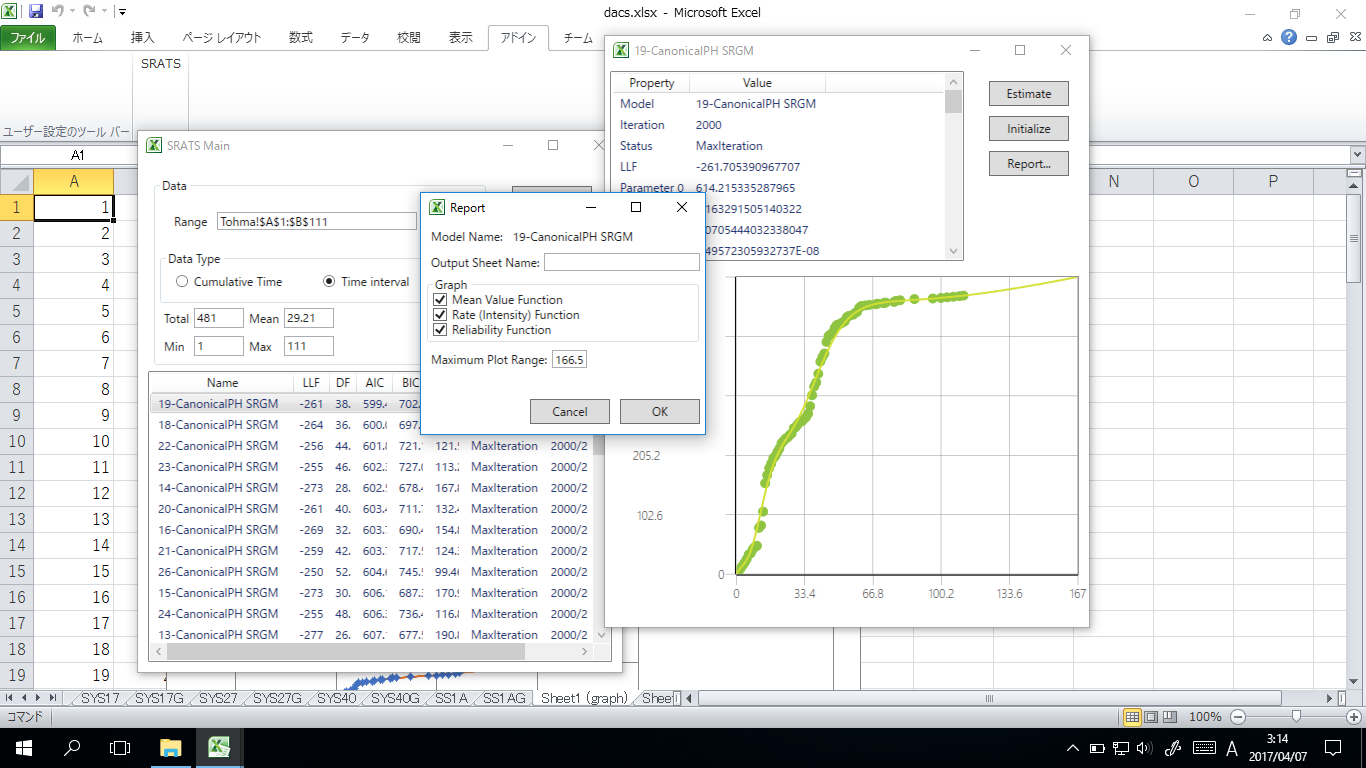 dacs.xlsx - Microsoft Excel
ファイル ホーム 挿入 ページ レイアウト 数式 データ 校閲 表示 アドイン チーム
SRATS
ユーザー設定のツール バー
A1
A N O P
1 1
2 2
3 3
4 4
5 5
6 6
7 7
8 8
9 9
10 10
11 11
12 12
13 13
14 14
15 15
16 16
17 17
18 18
19 19
SRATS Main
Data
Range Tohma!$A$1:$B$111
Data Type
Cumulative Time Time interval
Total 481 Mean 29.21
Min 1 Max 111
Name LLF DF AIC BIC
19-CanonicalPH SRGM -261 38. 599.4 702.
18-CanonicalPH SRGM -264 36. 600.0 697.
22-CanonicalPH SRGM -256 44. 601.8 721. 121.5 MaxIteration 2000/2
23-CanonicalPH SRGM -255 46. 602.3 727.0 113.2 MaxIteration 2000/2
14-CanonicalPH SRGM -273 28. 602.5 678.4 167.8 MaxIteration 2000/2
20-CanonicalPH SRGM -261 40. 603.4 711.7 132.4 MaxIteration 2000/2
16-CanonicalPH SRGM -269 32. 603.7 690.4 154.8 MaxIteration 2000/2
21-CanonicalPH SRGM -259 42. 603.7 717.5 124.3 MaxIteration 2000/2
26-CanonicalPH SRGM -250 52. 604.6 745.5 99.46 MaxIteration 2000/2
15-CanonicalPH SRGM -273 30. 606.1 687.3 170.9 MaxIteration 2000/2
24-CanonicalPH SRGM -255 48. 606.3 736.4 116.8 MaxIteration 2000/2
13-CanonicalPH SRGM -277 26. 607.1 677.5 190.8 MaxIteration 2000/2
Report
Model Name: 19-CanonicalPH SRGM
Output Sheet Name:
Graph
Mean Value Function
Rate (Intensity) Function
Reliability Function
Maximum Plot Range: 166.5
Cancel OK
19-CanonicalPH SRGM
Property Value
Model 19-CanonicalPH SRGM
Iteration 2000
Status MaxIteration
LLF -261.705390967707
Parameter 0 614.215335287965
163291505140322
0705444032338047
49572305932737E-08
Estimate
Initialize
Report...
205.2
102.6
0
0 33.4 66.8 100.2 133.6 167
SYS17 SYS17G SYS27 SYS27G SYS40 SYS40G SS1A SS1AG Sheet1 (graph) Sheet
コマンド
100%
A
3:14
2017/04/07